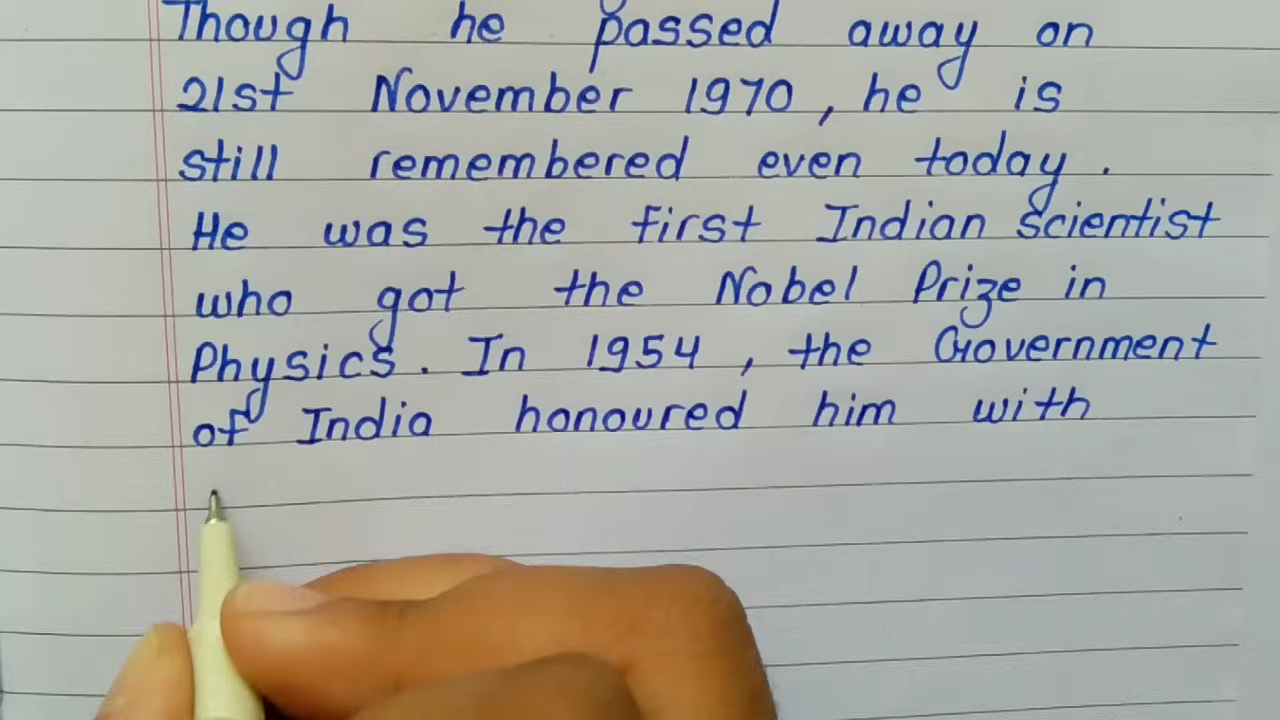 Though he passed away on
21st November 1970, he is
still remembered even today.
He was the first Indian scientist
who got the Nobel Prize in
Physics. In 1954, the Government
of India honoured him with